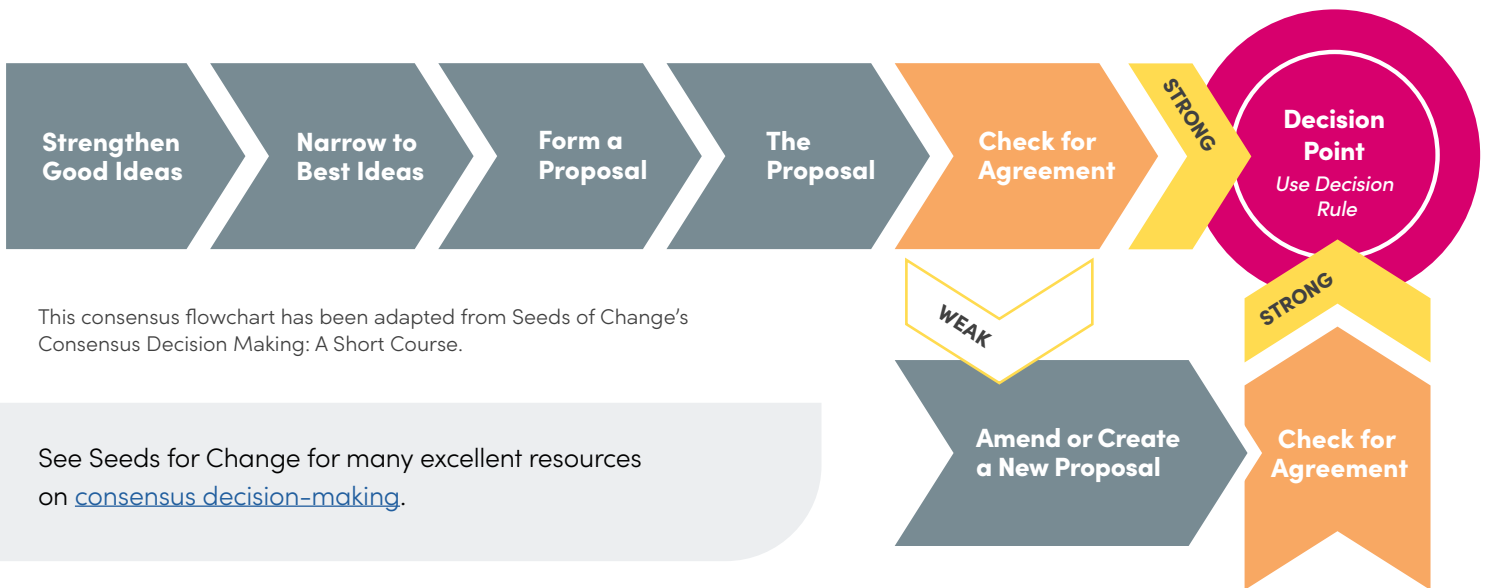 Strengthen
Good Ideas
Narrow to
Best Ideas
Form a
Proposal
The
Proposal
Check for
Agreement
STRONG
Decision
Point
Use Decision
Rule
This consensus flowchart has been adapted from Seeds of Change's
Consensus Decision Making: A Short Course.
WEAK
STRONG
See Seeds for Change for many excellent resources
on consensus decision-making.
Amend or Create
a New Proposal
Check for
Agreement